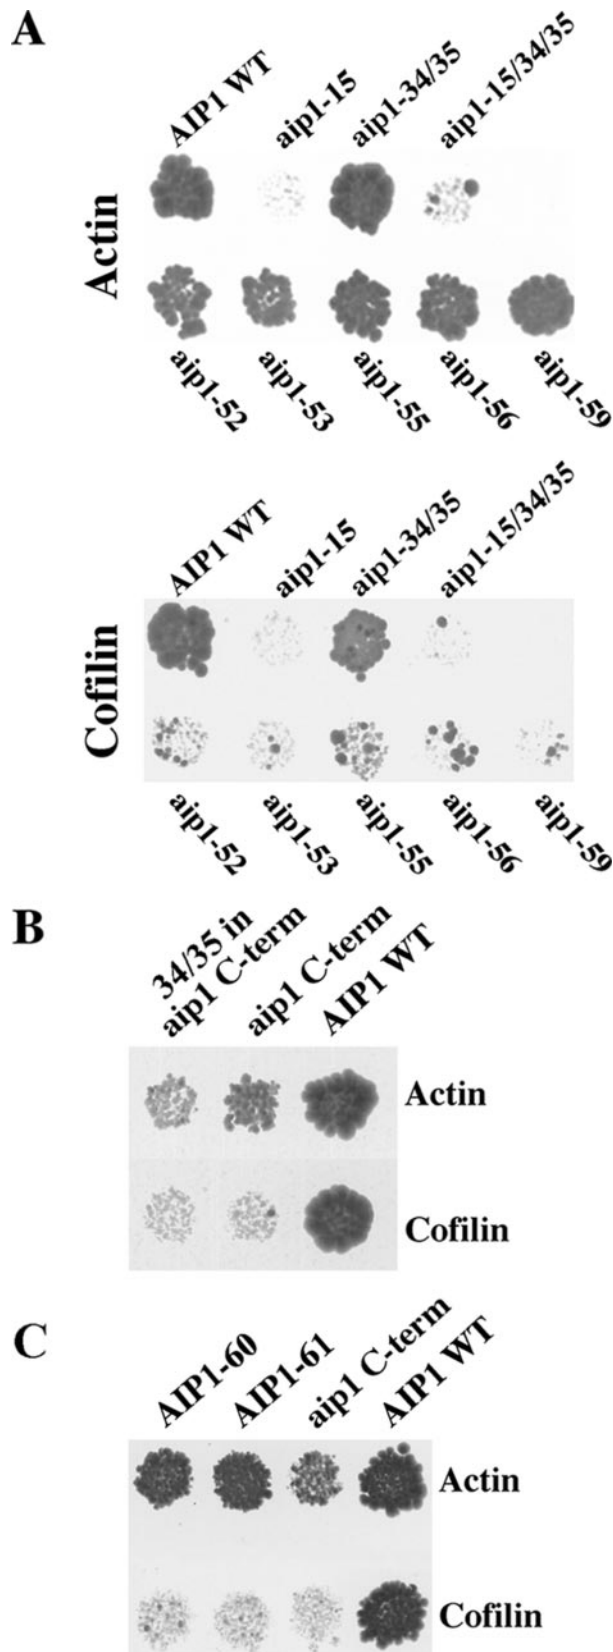 A
AIP1 WT
aip1-15
aip1-34/35
aip1-15/34/35
Actin
aip1-52
aip1-53
aip1-55
aip1-56
aip1-59
AIP1 WT
aip1-15
aip1-34/35
aip1-15/34/35
Cofilin
aip1-52
aip1-53
aip1-55
aip1-56
aip1-59
B
34/35 in
aip1 C-term
aip1 C-term
AIP1 WT
Actin
Cofilin
C
AIP1-60
AIP1-61
aip1 C-term
AIP1 WT
Actin
Cofilin